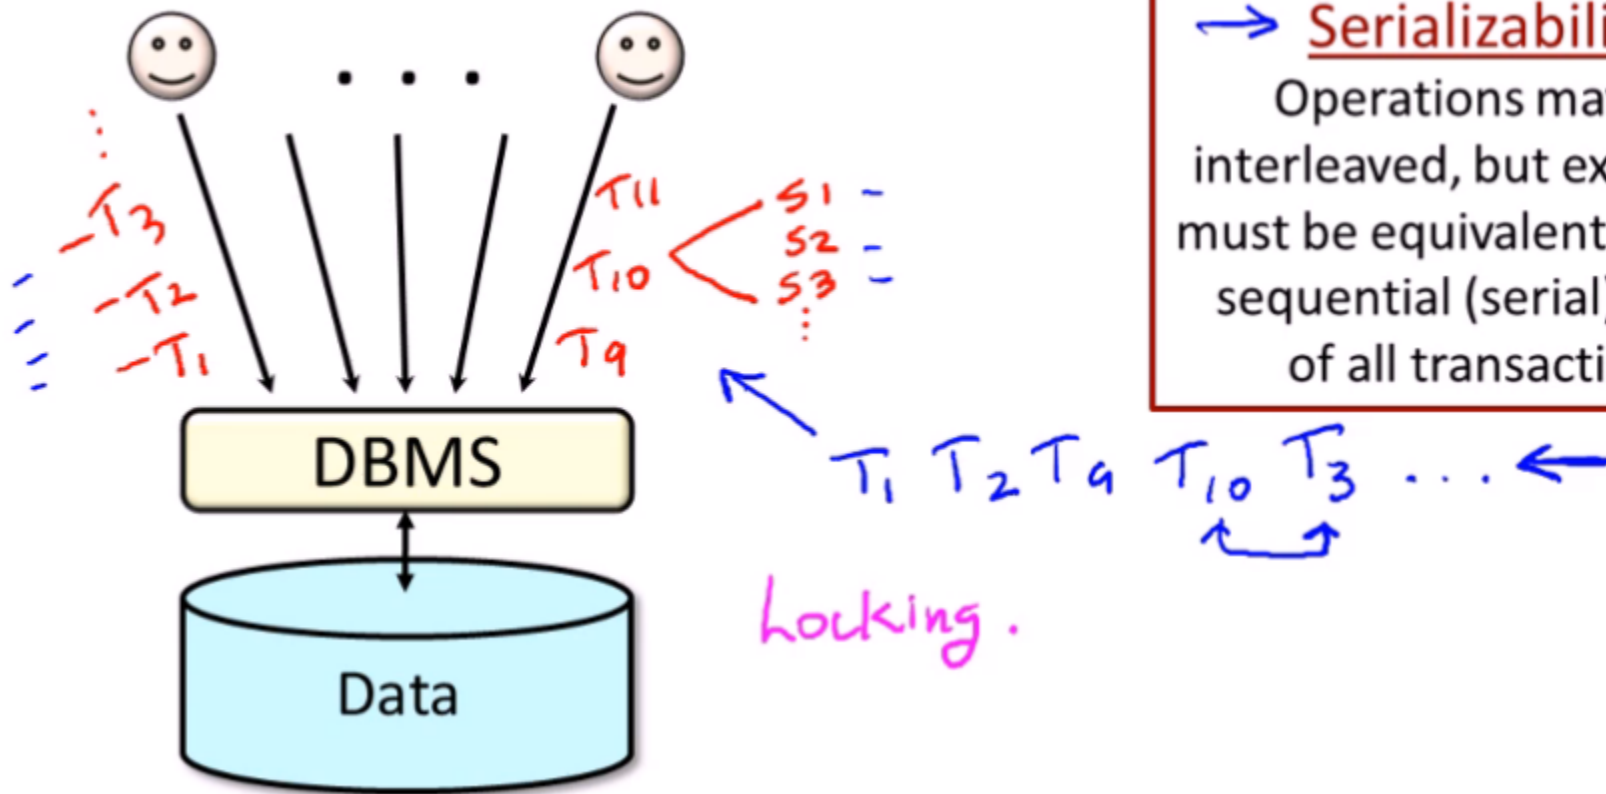 → Serializabili
Operations ma
interleaved, but ex
must be equivalent
sequential (serial)
of all transacti
. . .
T11
T10
T9
S1
S2
S3
T3
T2
T1
DBMS
T1 T2 T9 T10 T3 ...
Locking.
Data